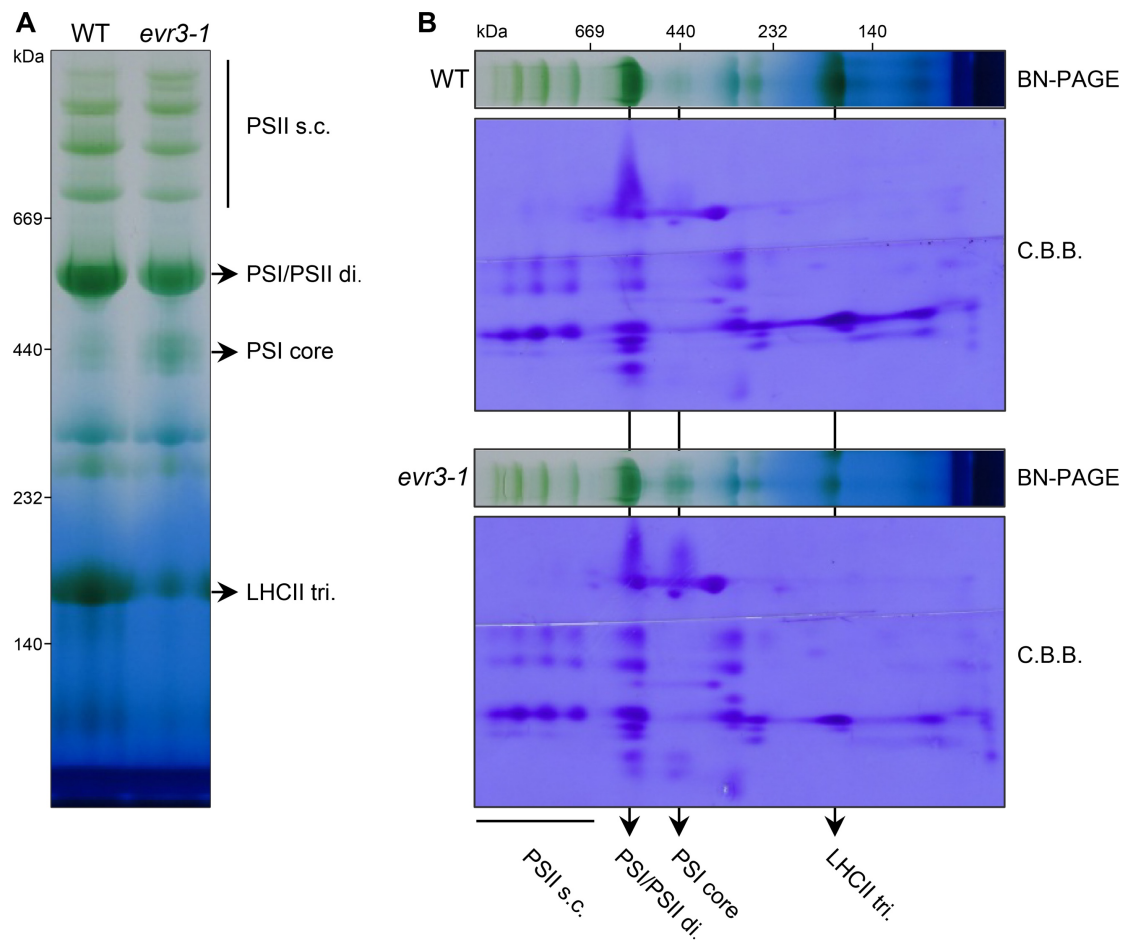 A
WT evr3-1
kDa
PSII s.c.
669
PSI/PSII di.
440
PSI core
232
LHCII tri.
140
B
kDa 669 440 232 140
WT
BN-PAGE
C.B.B.
evr3-1
BN-PAGE
C.B.B.
PSII s.c.
PSI/PSII di.
PSI core
LHCII tri.